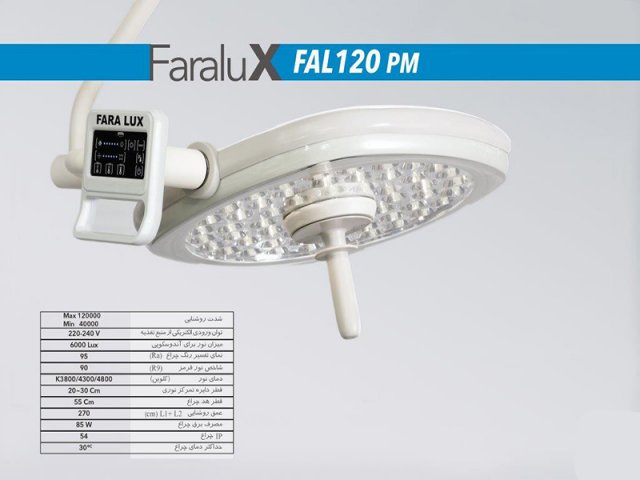 FaraluX FAL120 PM
FARA LUX
شدت روشنایی Max 120000
Min 40000
توان ورودی الکتریکی از منبع تغذیه 220-240 V
میزان نور برای آندوسکوپی 6000 Lux
نمای تفسیر رنگ چراغ (Ra) 95
شاخص نور قرمز (R9) 90
دمای نور (کلوین) K3800/4300/4800
قطر دایره تمرکز نوری 20~30 Cm
قطر هد چراغ 55 Cm
عمق روشنایی L1+L2 (cm) 270
مصرف برق چراغ 85 W
IP چراغ 54
حداکثر دمای چراغ 30°C